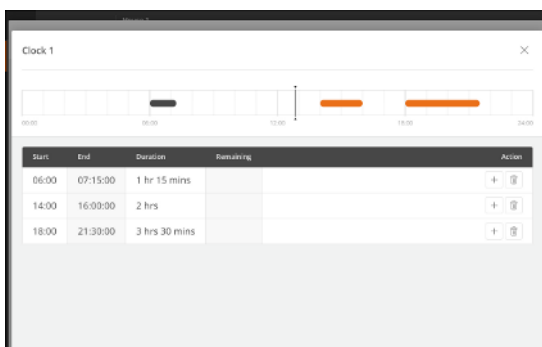 Clock 1
00:00 06:00 12:00 18:00 24:00
Start End Duration Remaining Action
06:00 07:15:00 1 hr 15 mins
14:00 16:00:00 2 hrs
18:00 21:30:00 3 hrs 30 mins